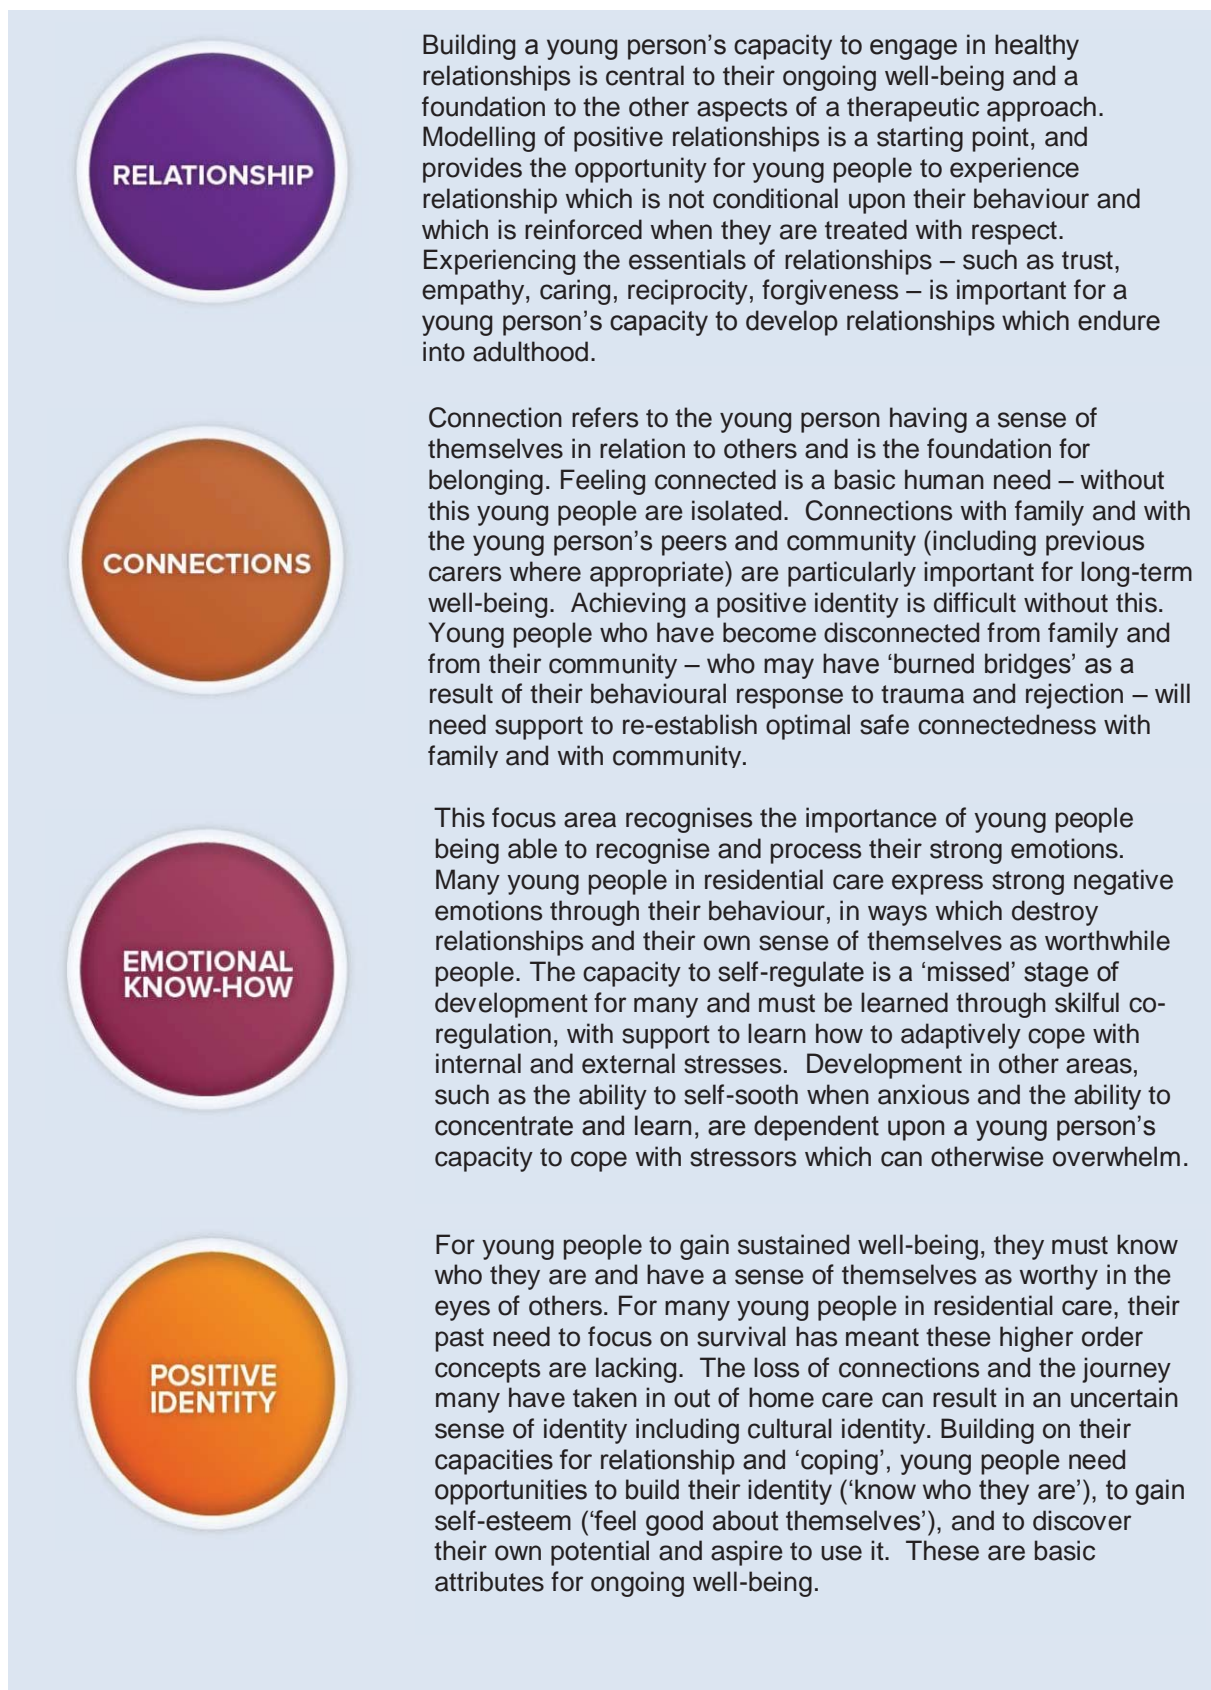 RELATIONSHIP
Building a young person’s capacity to engage in healthy
relationships is central to their ongoing well-being and a
foundation to the other aspects of a therapeutic approach.
Modelling of positive relationships is a starting point, and
provides the opportunity for young people to experience
relationship which is not conditional upon their behaviour and
which is reinforced when they are treated with respect.
Experiencing the essentials of relationships – such as trust,
empathy, caring, reciprocity, forgiveness – is important for a
young person’s capacity to develop relationships which endure
into adulthood.
CONNECTIONS
Connection refers to the young person having a sense of
themselves in relation to others and is the foundation for
belonging. Feeling connected is a basic human need – without
this young people are isolated.  Connections with family and with
the young person’s peers and community (including previous
carers where appropriate) are particularly important for long-term
well-being.  Achieving a positive identity is difficult without this.
Young people who have become disconnected from family and
from their community – who may have ‘burned bridges’ as a
result of their behavioural response to trauma and rejection – will
need support to re-establish optimal safe connectedness with
family and with community.
EMOTIONAL
KNOW-HOW
This focus area recognises the importance of young people
being able to recognise and process their strong emotions.
Many young people in residential care express strong negative
emotions through their behaviour, in ways which destroy
relationships and their own sense of themselves as worthwhile
people. The capacity to self-regulate is a ‘missed’ stage of
development for many and must be learned through skilful co-
regulation, with support to learn how to adaptively cope with
internal and external stresses.  Development in other areas,
such as the ability to self-sooth when anxious and the ability to
concentrate and learn, are dependent upon a young person’s
capacity to cope with stressors which can otherwise overwhelm.
POSITIVE
IDENTITY
For young people to gain sustained well-being, they must know
who they are and have a sense of themselves as worthy in the
eyes of others. For many young people in residential care, their
past need to focus on survival has meant these higher order
concepts are lacking.  The loss of connections and the journey
many have taken in out of home care can result in an uncertain
sense of identity including cultural identity. Building on their
capacities for relationship and ‘coping’, young people need
opportunities to build their identity (‘know who they are’), to gain
self-esteem (‘feel good about themselves’), and to discover
their own potential and aspire to use it.  These are basic
attributes for ongoing well-being.